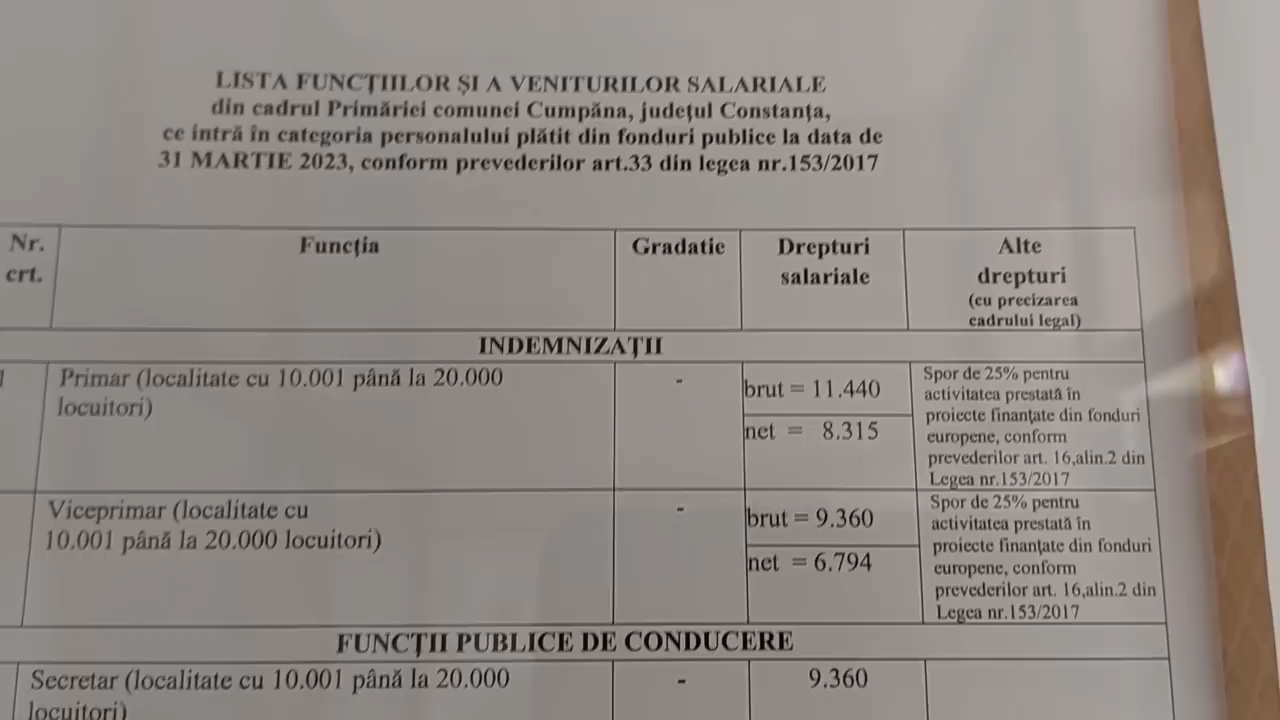 LISTA FUNCȚIILOR ȘI A VENITURILOR SALARIALE
din cadrul Primăriei comunei Cumpăna, județul Constanța,
ce intră în categoria personalului plătit din fonduri publice la data de
31 MARTIE 2023, conform prevederilor art.33 din legea nr.153/2017
Nr.
crt.
Funcția
Gradatie
Drepturi
salariale
Alte
drepturi
(cu precizarea
cadrului legal)
INDEMNIZAȚII
1
Primar (localitate cu 10.001 până la 20.000
locuitori)
-
brut = 11.440
net = 8.315
Spor de 25% pentru
activitatea prestată în
proiecte finanțate din fonduri
europene, conform
prevederilor art. 16,alin.2 din
Legea nr.153/2017
Viceprimar (localitate cu
10.001 până la 20.000 locuitori)
-
brut = 9.360
net = 6.794
Spor de 25% pentru
activitatea prestată în
proiecte finanțate din fonduri
europene, conform
prevederilor art. 16,alin.2 din
Legea nr.153/2017
FUNCȚII PUBLICE DE CONDUCERE
Secretar (localitate cu 10.001 până la 20.000
locuitori)
-
9.360